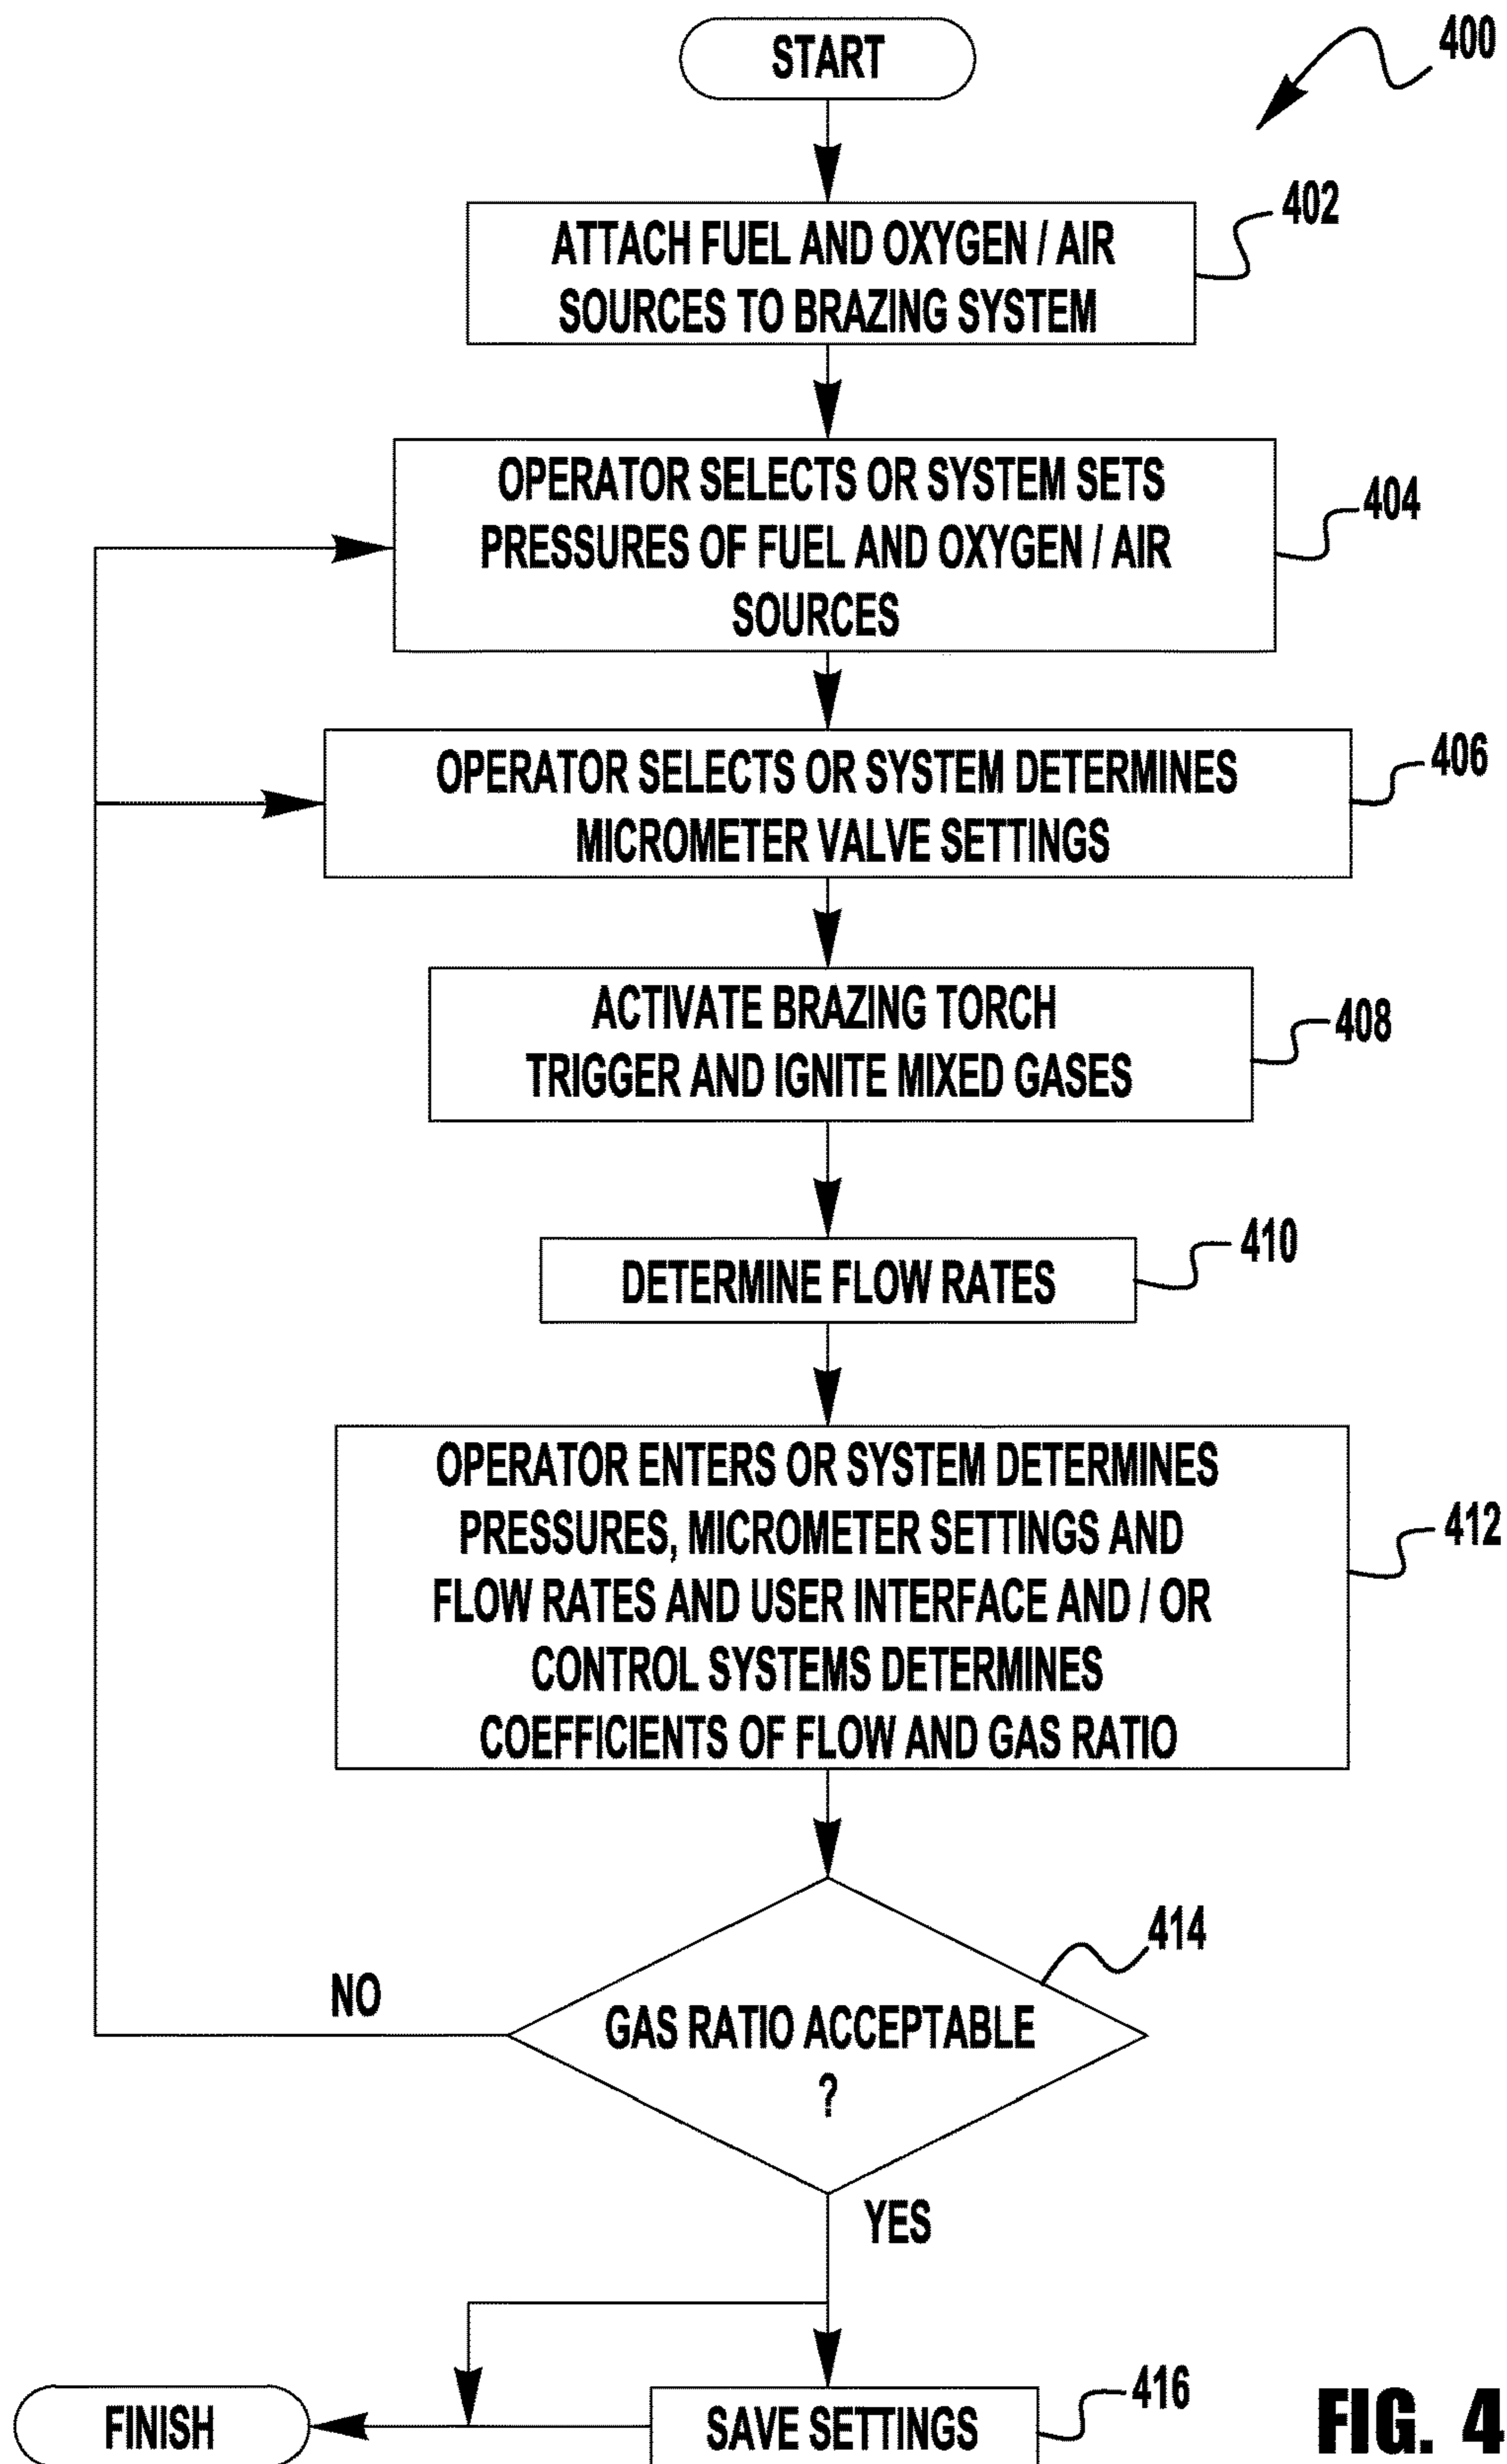 START
400
ATTACH FUEL AND OXYGEN / AIR
SOURCES TO BRAZING SYSTEM
402
OPERATOR SELECTS OR SYSTEM SETS
PRESSURES OF FUEL AND OXYGEN / AIR
SOURCES
404
OPERATOR SELECTS OR SYSTEM DETERMINES
MICROMETER VALVE SETTINGS
406
ACTIVATE BRAZING TORCH
TRIGGER AND IGNITE MIXED GASES
408
DETERMINE FLOW RATES
410
OPERATOR ENTERS OR SYSTEM DETERMINES
PRESSURES, MICROMETER SETTINGS AND
FLOW RATES AND USER INTERFACE AND / OR
CONTROL SYSTEMS DETERMINES
COEFFICIENTS OF FLOW AND GAS RATIO
412
GAS RATIO ACCEPTABLE
?
414
NO
YES
SAVE SETTINGS
416
FINISH
FIG. 4